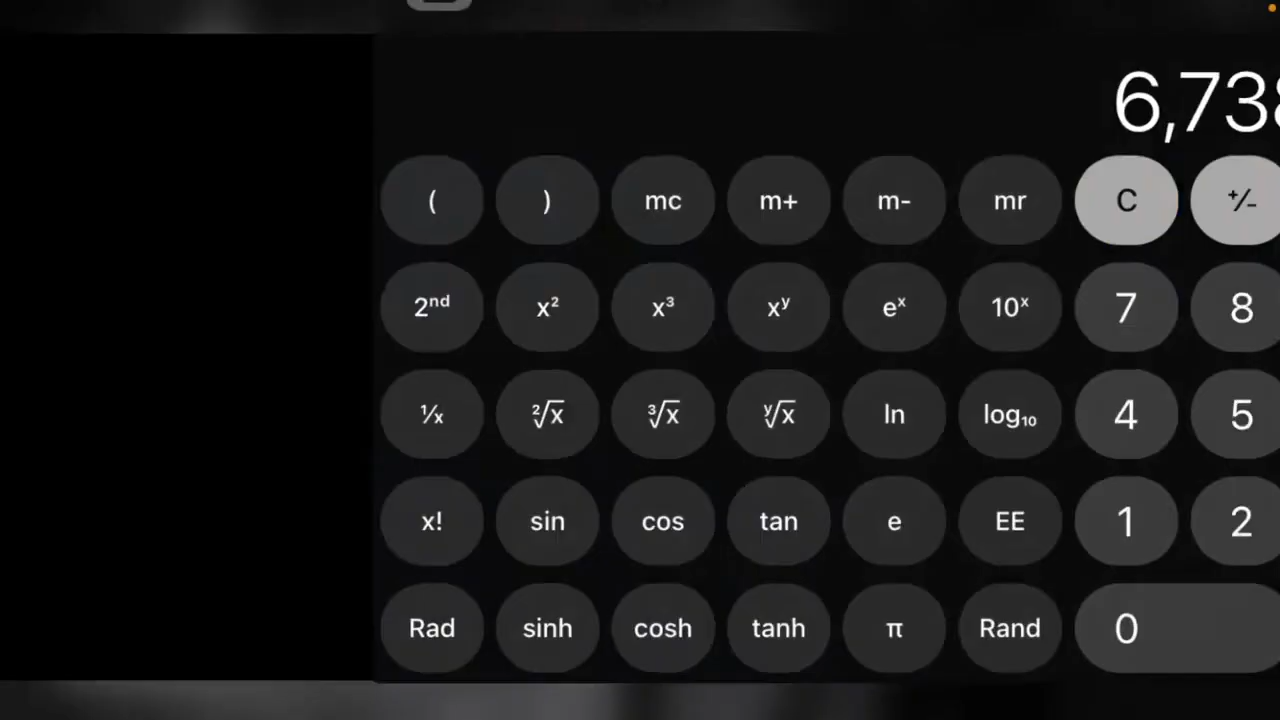 6,738
( ) mc m+ m- mr C +/-
2ⁿᵈ x² x³ xʸ eˣ 10ˣ 7 8
¹⁄ₓ ²√x ³√x ʸ√x ln log₁₀ 4 5
x! sin cos tan e EE 1 2
Rad sinh cosh tanh π Rand 0